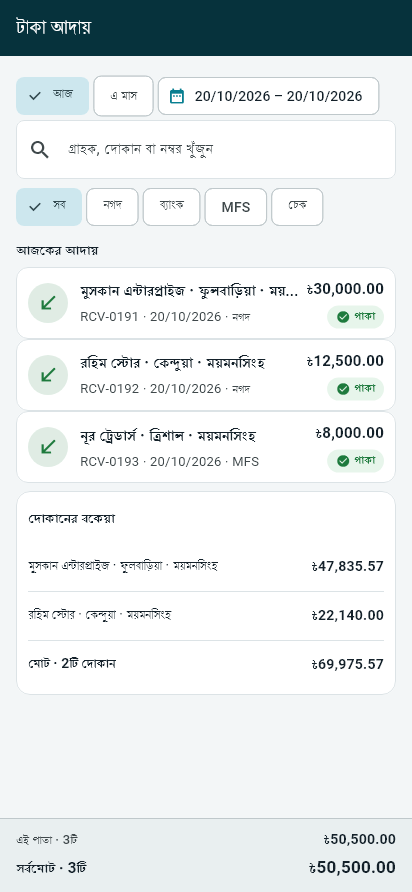 টাকা আদায়
আজ এ মাস 20/10/2026 – 20/10/2026
গ্রাহক, দোকান বা নম্বর খুঁজুন
সব নগদ ব্যাংক MFS চেক
আজকের আদায়
মুসকান এন্টারপ্রাইজ · ফুলবাড়িয়া · ময়... ৳30,000.00
RCV-0191 · 20/10/2026 · নগদ পাকা
রহিম স্টোর · কেন্দুয়া · ময়মনসিংহ ৳12,500.00
RCV-0192 · 20/10/2026 · নগদ পাকা
নূর ট্রেডার্স · ত্রিশাল · ময়মনসিংহ ৳8,000.00
RCV-0193 · 20/10/2026 · MFS পাকা
দোকানের বকেয়া
মুসকান এন্টারপ্রাইজ · ফুলবাড়িয়া · ময়মনসিংহ ৳47,835.57
রহিম স্টোর · কেন্দুয়া · ময়মনসিংহ ৳22,140.00
মোট · 2টি দোকান ৳69,975.57
এই পাতা · 3টি ৳50,500.00
সর্বমোট · 3টি ৳50,500.00